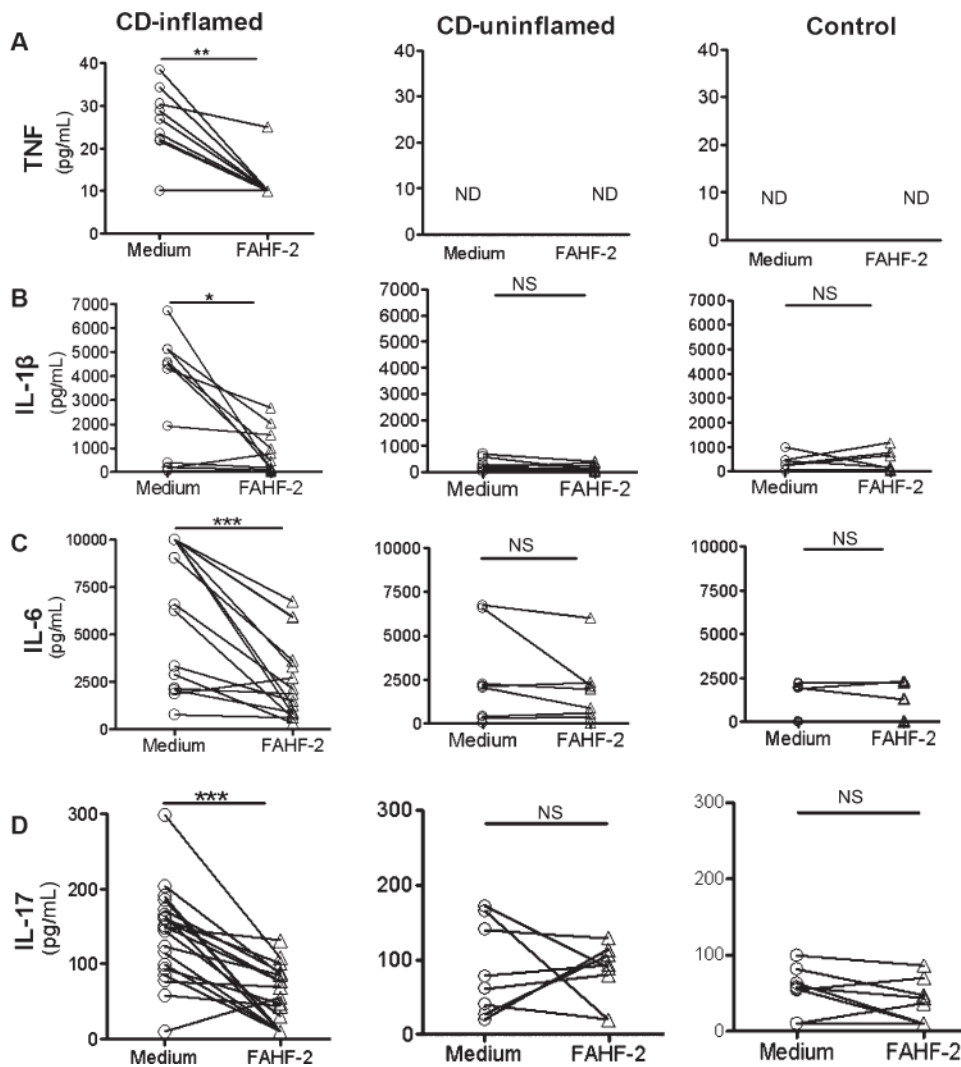 CD-inflamed CD-uninflamed Control
A
TNF
(pg/mL)
40
30
20
10
0
**
Medium FAHF-2
40
30
20
10
0
ND ND
Medium FAHF-2
40
30
20
10
0
ND ND
Medium FAHF-2
B
IL-1β
(pg/mL)
7000
6000
5000
4000
3000
2000
1000
0
*
Medium FAHF-2
7000
6000
5000
4000
3000
2000
1000
0
NS
Medium FAHF-2
7000
6000
5000
4000
3000
2000
1000
0
NS
Medium FAHF-2
C
IL-6
(pg/mL)
10000
7500
5000
2500
0
***
Medium FAHF-2
10000
7500
5000
2500
0
NS
Medium FAHF-2
10000
7500
5000
2500
0
NS
Medium FAHF-2
D
IL-17
(pg/mL)
300
200
100
0
***
Medium FAHF-2
300
200
100
0
NS
Medium FAHF-2
300
200
100
0
NS
Medium FAHF-2